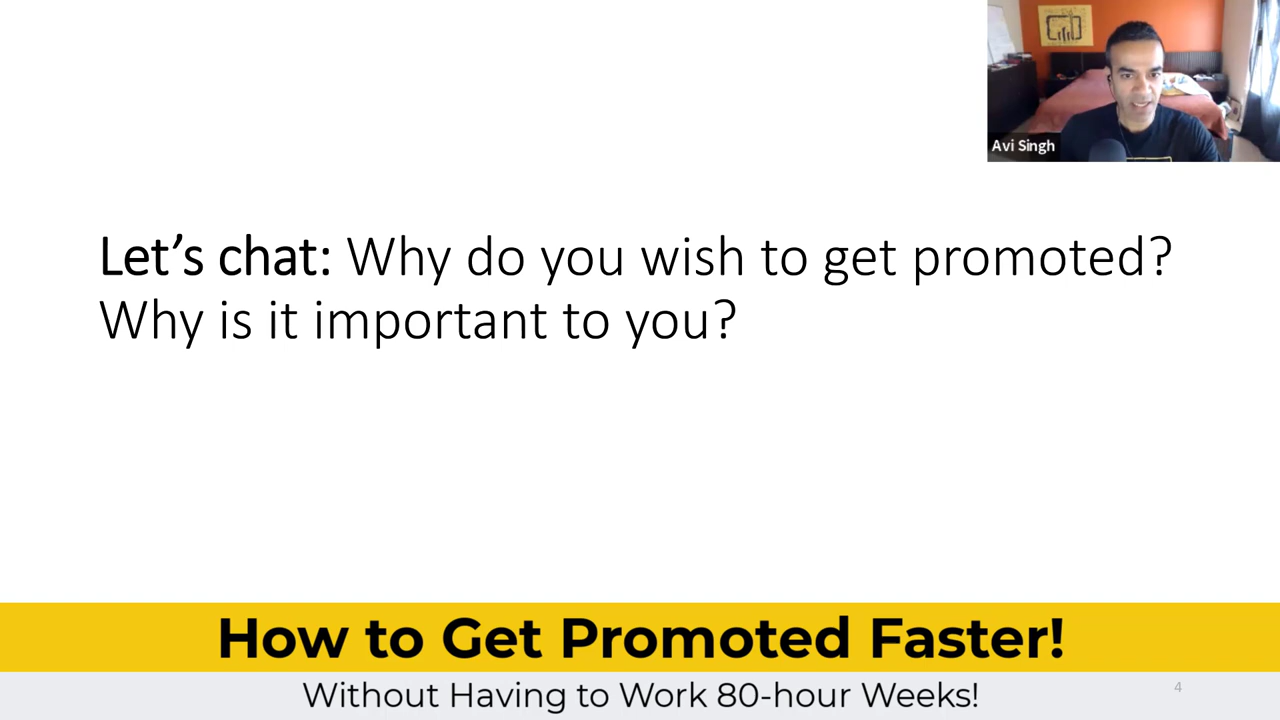 Avi Singh
Let's chat: Why do you wish to get promoted?
Why is it important to you?
How to Get Promoted Faster!
Without Having to Work 80-hour Weeks!
4